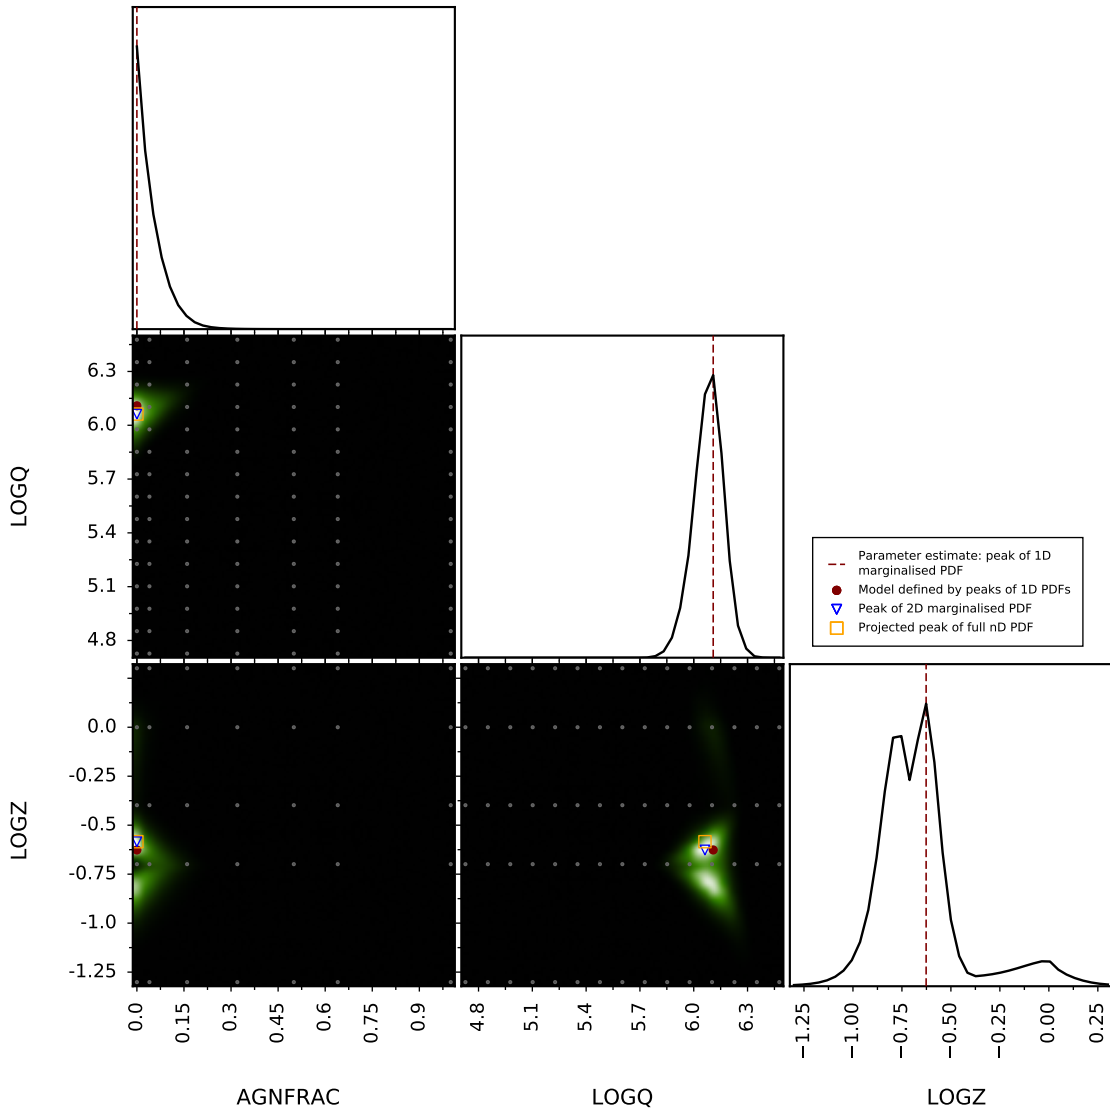 LOGQ
6.3
6.0
5.7
5.4
5.1
4.8
Parameter estimate: peak of 1D
marginalised PDF
Model defined by peaks of 1D PDFs
Peak of 2D marginalised PDF
Projected peak of full nD PDF
LOGZ
0.0
-0.25
-0.5
-0.75
-1.0
-1.25
0.0 0.15 0.3 0.45 0.6 0.75 0.9
4.8 5.1 5.4 5.7 6.0 6.3
−1.25 −1.00 −0.75 −0.50 −0.25 0.00 0.25
AGNFRAC LOGQ LOGZ